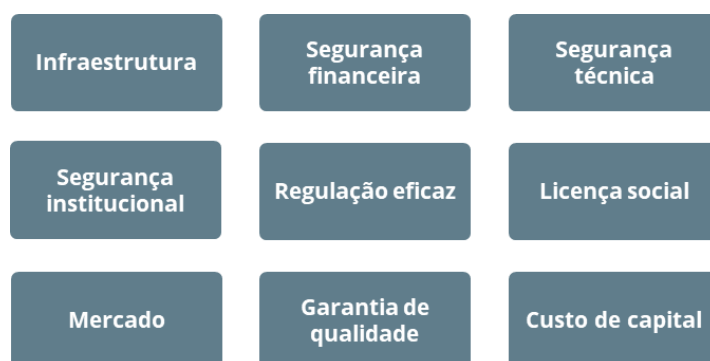 Infraestrutura
Segurança
financeira
Segurança
técnica
Segurança
institucional
Regulação eficaz
Licença social
Mercado
Garantia de
qualidade
Custo de capital